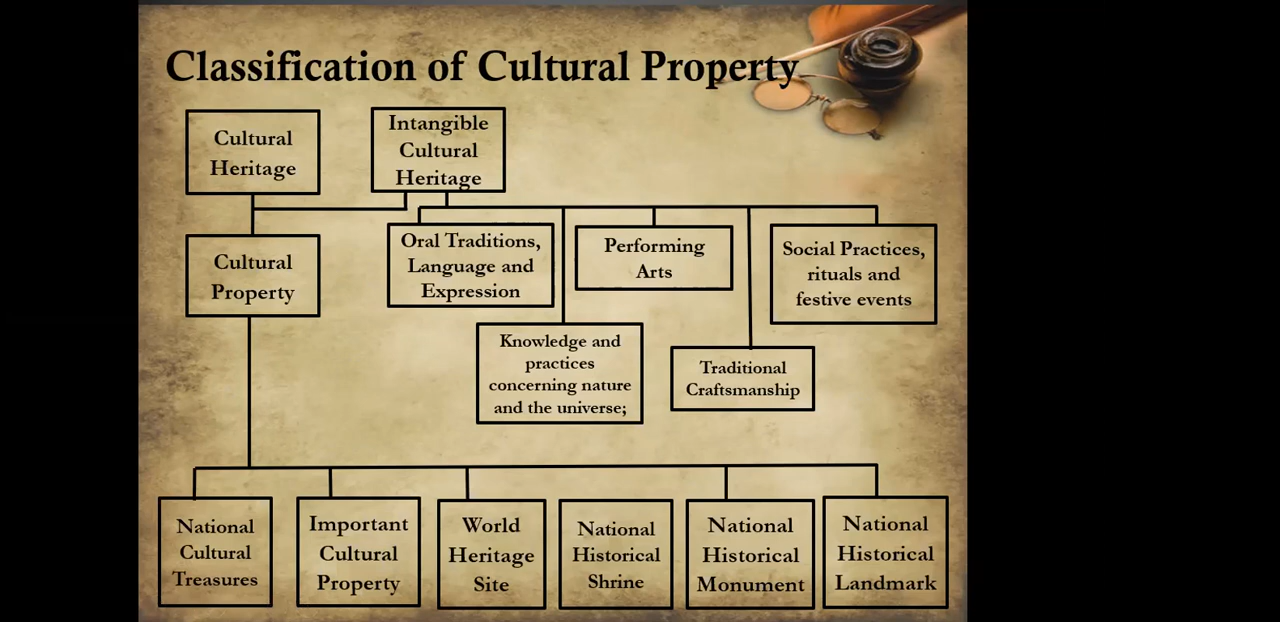 Classification of Cultural Property
Cultural
Heritage
Intangible
Cultural
Heritage
Cultural
Property
Oral Traditions,
Language and
Expression
Performing
Arts
Social Practices,
rituals and
festive events
Knowledge and
practices
concerning nature
and the universe;
Traditional
Craftsmanship
National
Cultural
Treasures
Important
Cultural
Property
World
Heritage
Site
National
Historical
Shrine
National
Historical
Monument
National
Historical
Landmark